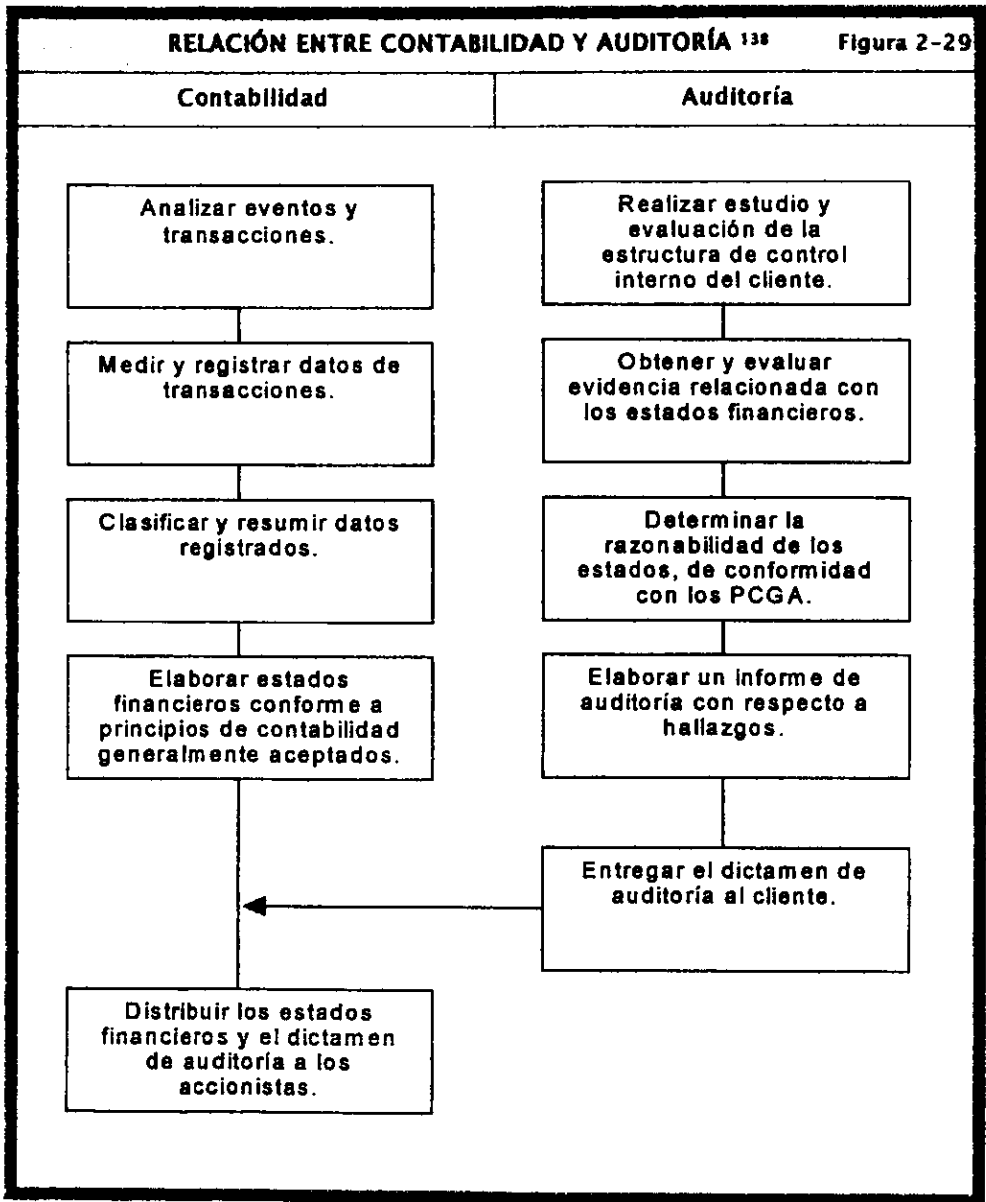 RELACIÓN ENTRE CONTABILIDAD Y AUDITORÍA 138 Figura 2-29
Contabilidad
Auditoría
Analizar eventos y
transacciones.
Medir y registrar datos de
transacciones.
Clasificar y resumir datos
registrados.
Elaborar estados
financieros conforme a
principios de contabilidad
generalmente aceptados.
Distribuir los estados
financieros y el dictamen
de auditoría a los
accionistas.
Realizar estudio y
evaluación de la
estructura de control
interno del cliente.
Obtener y evaluar
evidencia relacionada con
los estados financieros.
Determinar la
razonabilidad de los
estados, de conformidad
con los PCGA.
Elaborar un informe de
auditoría con respecto a
hallazgos.
Entregar el dictamen de
auditoría al cliente.